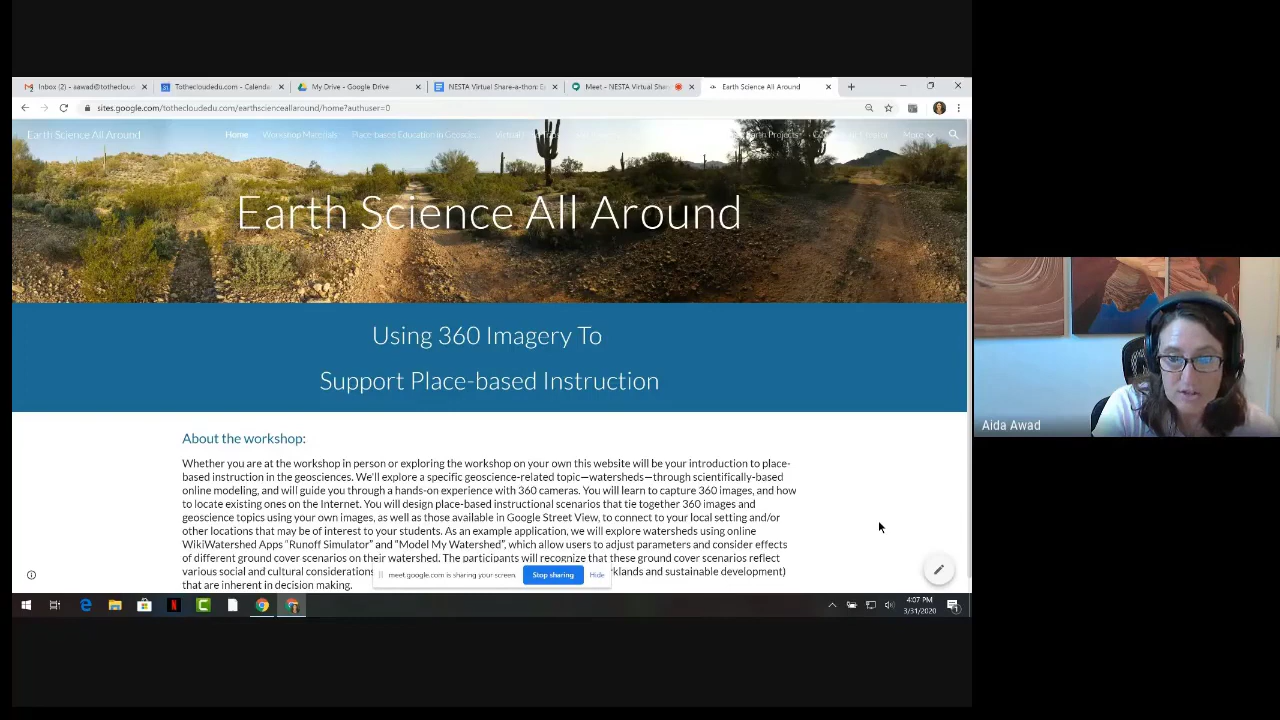 Inbox (2) - aawad@tothecloud
Tothecloudedu.com - Calenda
My Drive - Google Drive
NESTA Virtual Share-a-thon: E
Meet - NESTA Virtual Sha
Earth Science All Around
sites.google.com/tothecloudedu.com/earthscienceallaround/home?authuser=0
Earth Science All Around
Home
Workshop Materials
Place-based Education in Geosci...
More
Earth Science All Around
Using 360 Imagery To
Support Place-based Instruction
About the workshop:
Whether you are at the workshop in person or exploring the workshop on your own this website will be your introduction to place-
based instruction in the geosciences. We'll explore a specific geoscience-related topic—watersheds—through scientifically-based
online modeling, and will guide you through a hands-on experience with 360 cameras. You will learn to capture 360 images, and how
to locate existing ones on the Internet. You will design place-based instructional scenarios that tie together 360 images and
geoscience topics using your own images, as well as those available in Google Street View, to connect to your local setting and/or
other locations that may be of interest to your students. As an example application, we will explore watersheds using online
WikiWatershed Apps "Runoff Simulator" and "Model My Watershed", which allow users to adjust parameters and consider effects
of different ground cover scenarios on their watershed. The participants will recognize that these ground cover scenarios reflect
various social and cultural considerations rklands and sustainable development)
that are inherent in decision making.
meet.google.com is sharing your screen.
Stop sharing
Hide
4:07 PM
3/31/2020
Aida Awad